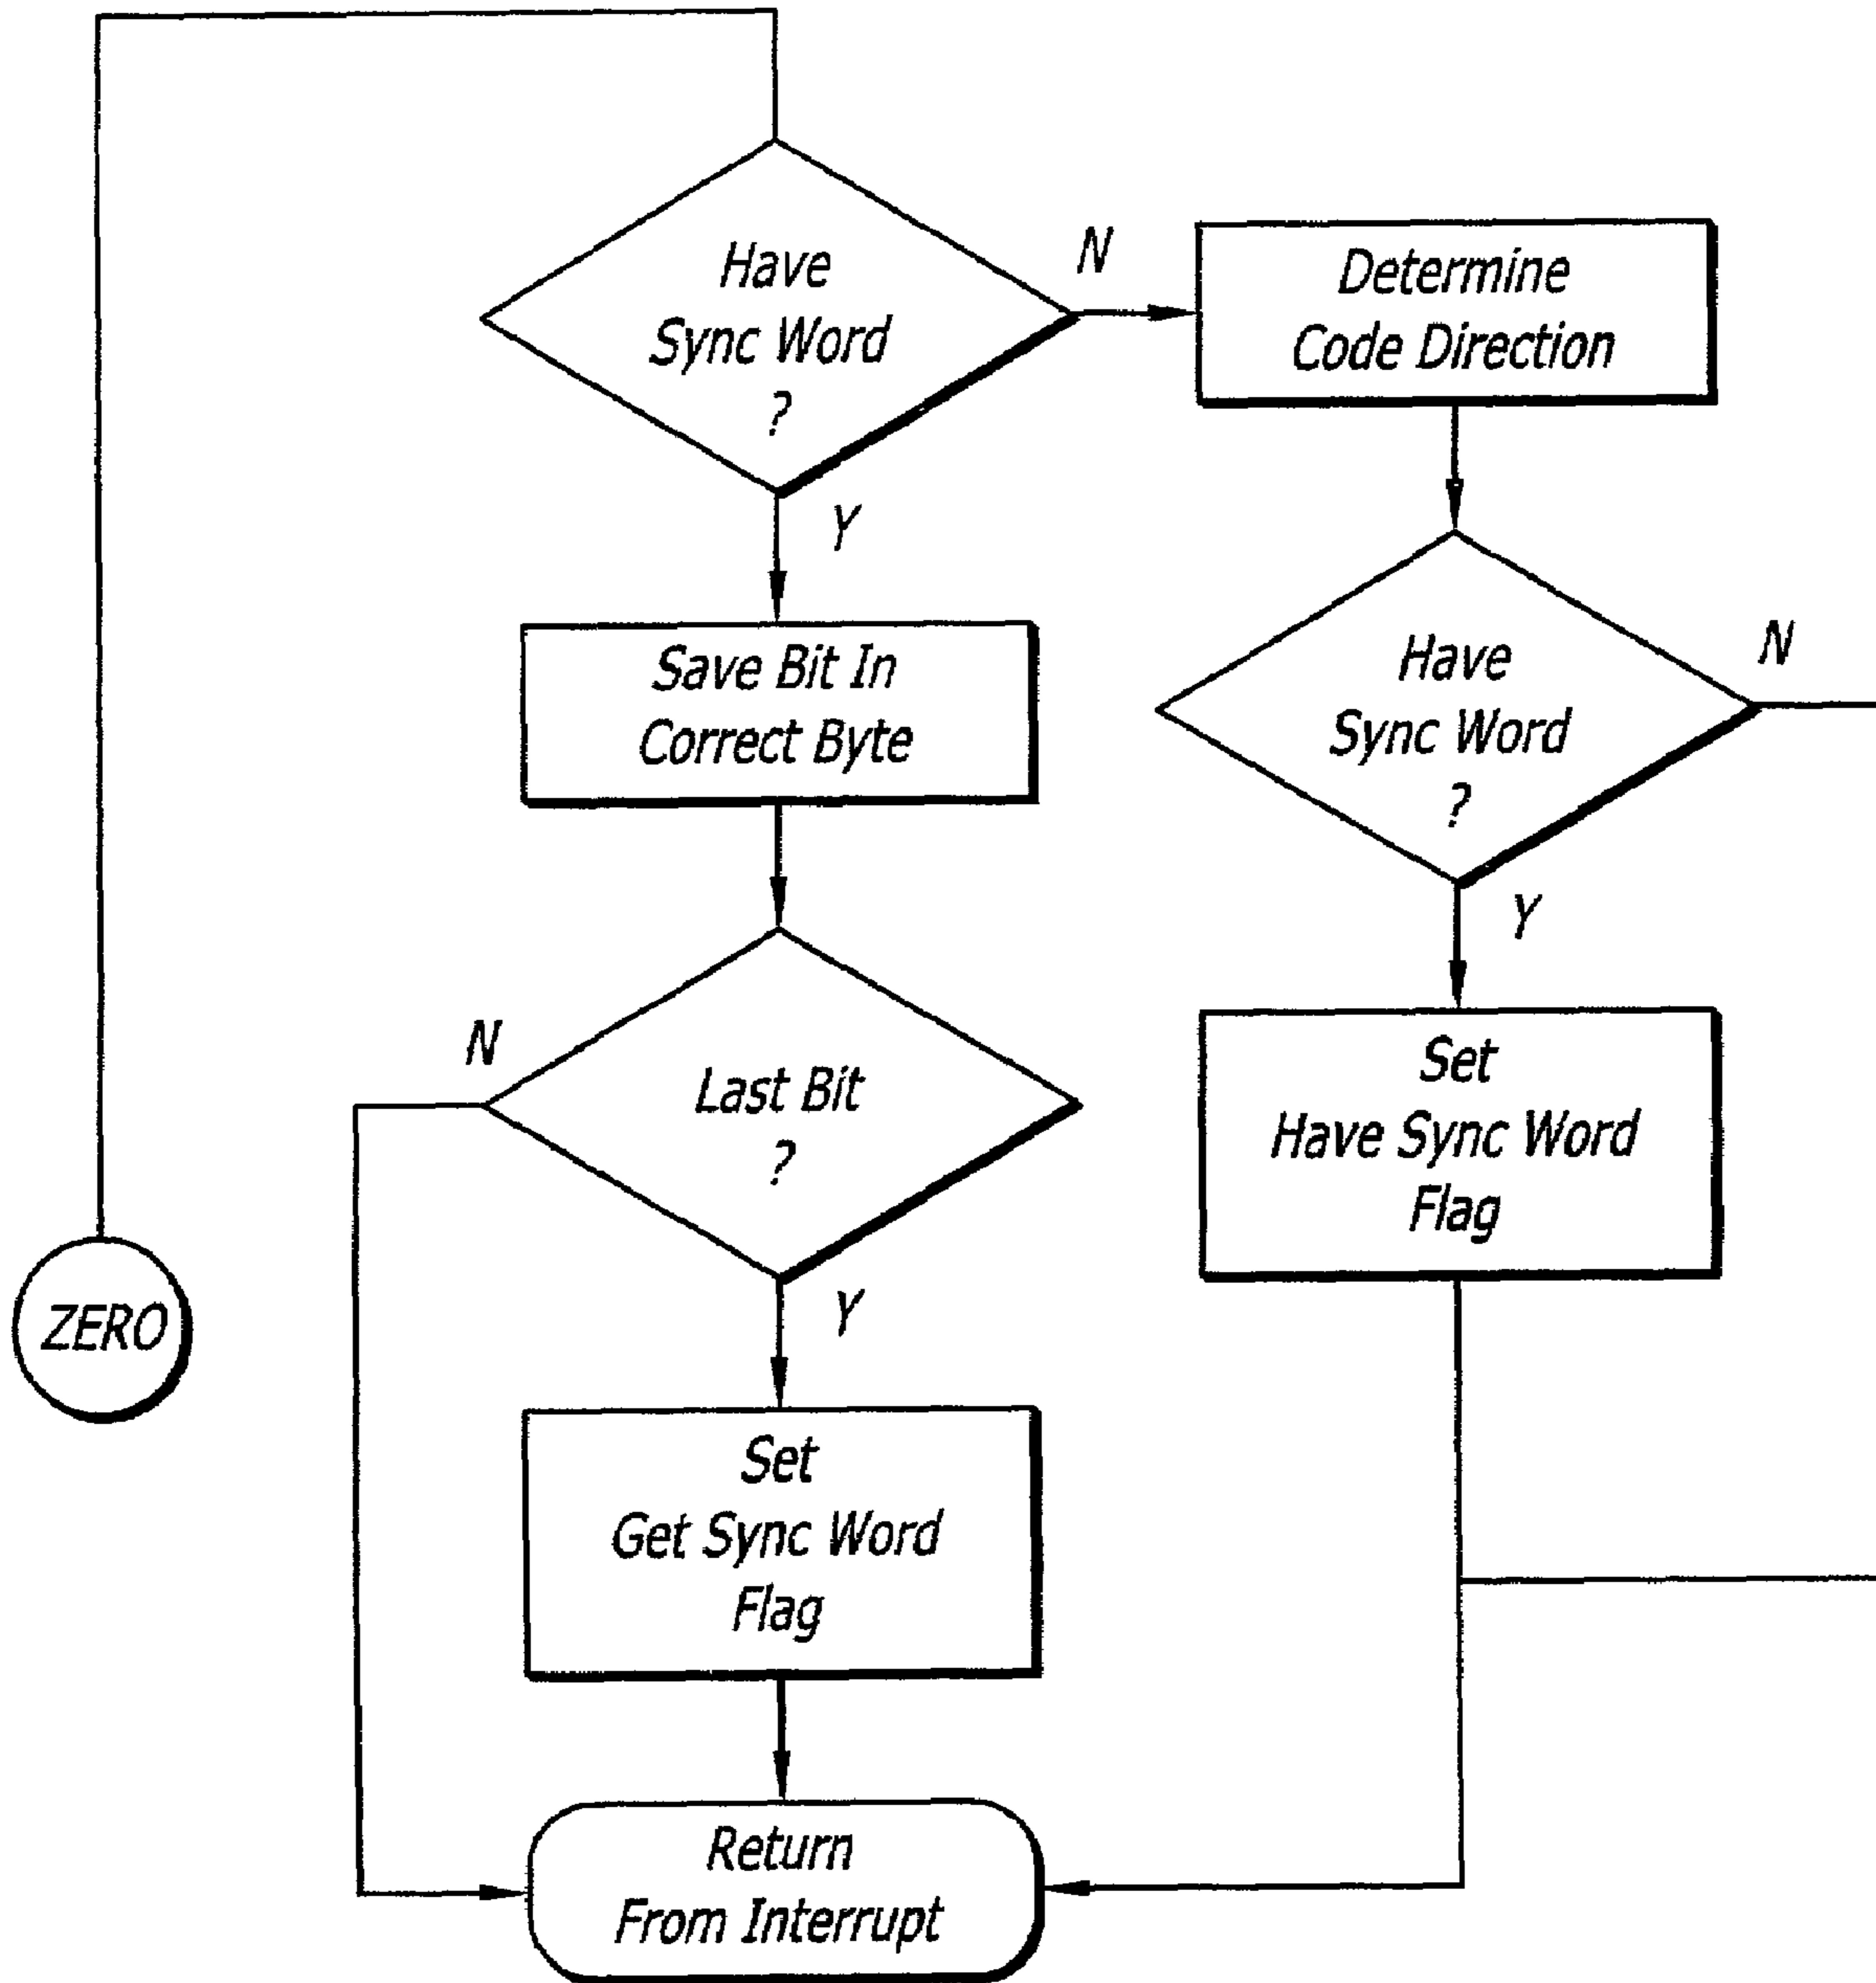 Have
Sync Word
?
N
Determine
Code Direction
Y
Save Bit In
Correct Byte
Have
Sync Word
?
N
Y
Last Bit
?
N
Y
Set
Have Sync Word
Flag
ZERO
Set
Get Sync Word
Flag
Return
From Interrupt